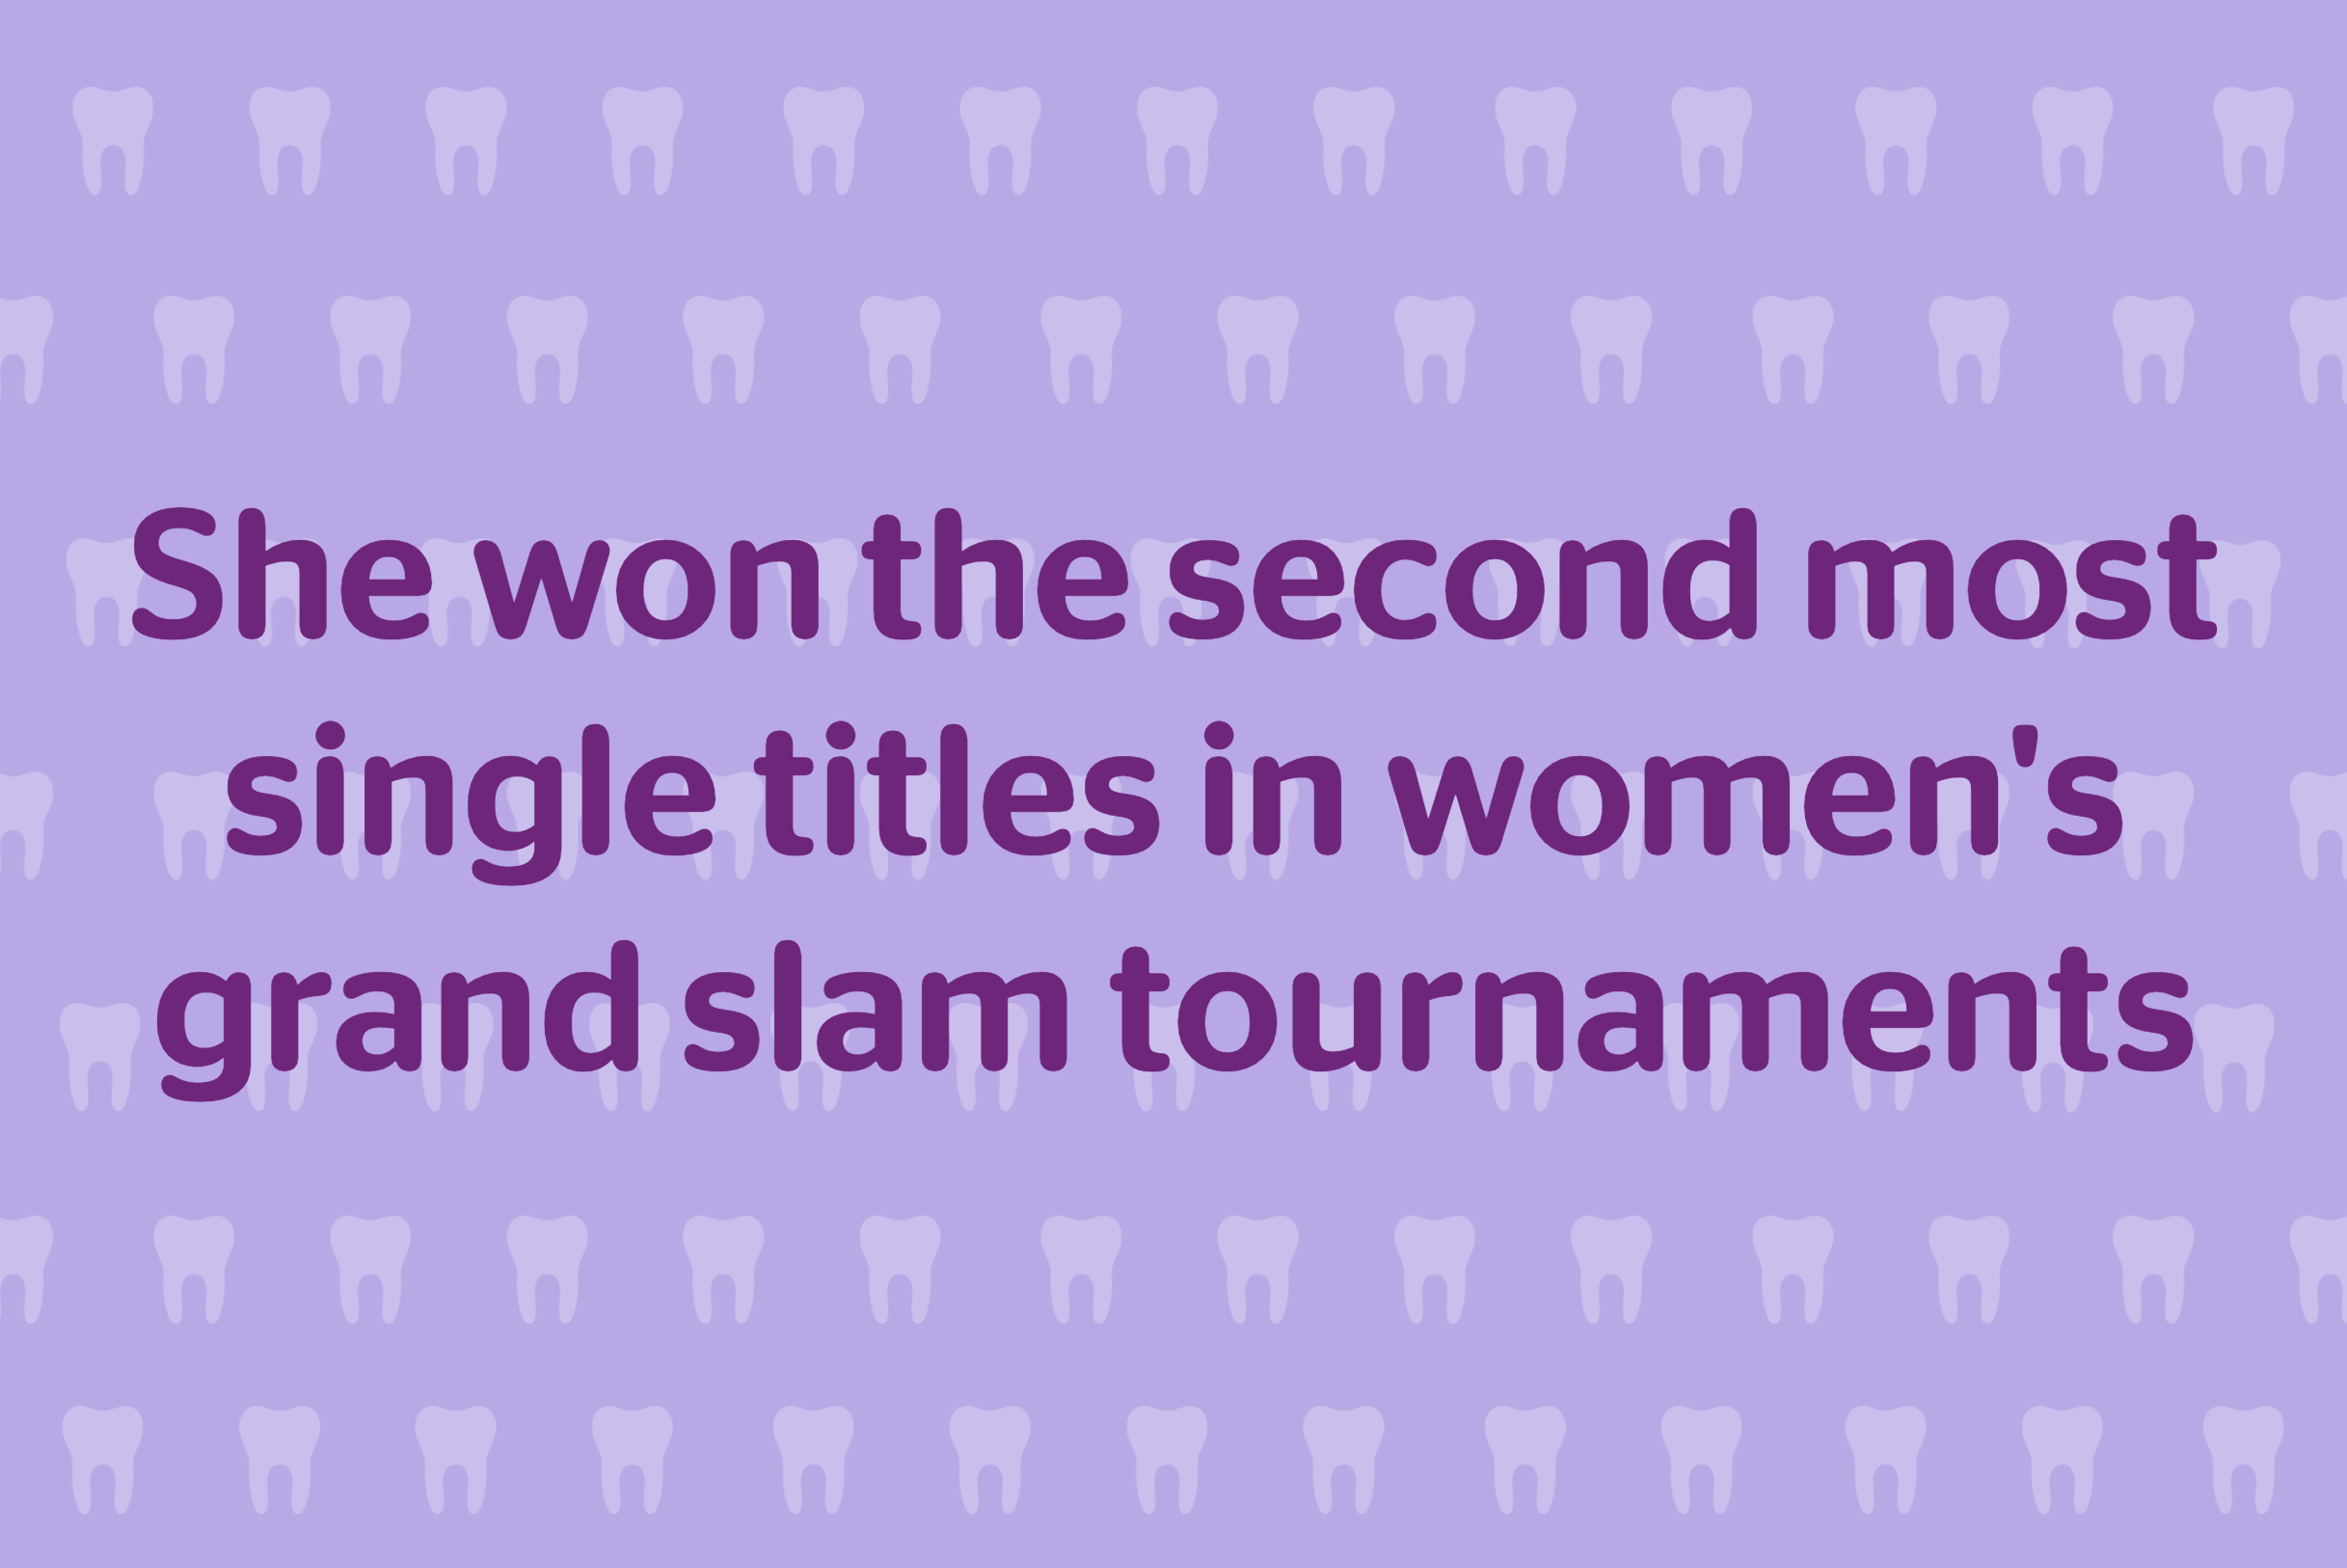 She won the second most
single titles in women's
grand slam tournaments